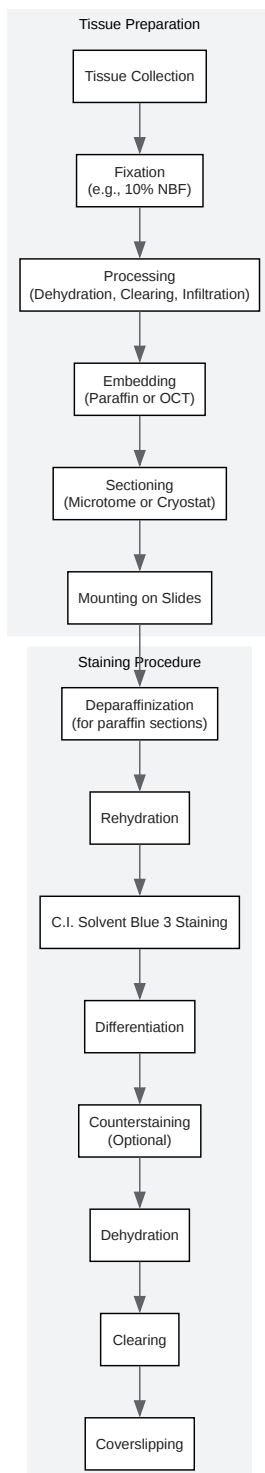 Tissue Preparation
Tissue Collection
Fixation
(e.g., 10% NBF)
Processing
(Dehydration, Clearing, Infiltration)
Embedding
(Paraffin or OCT)
Sectioning
(Microtome or Cryostat)
Mounting on Slides
Staining Procedure
Deparaffinization
(for paraffin sections)
Rehydration
C.I. Solvent Blue 3 Staining
Differentiation
Counterstaining
(Optional)
Dehydration
Clearing
Coverslipping